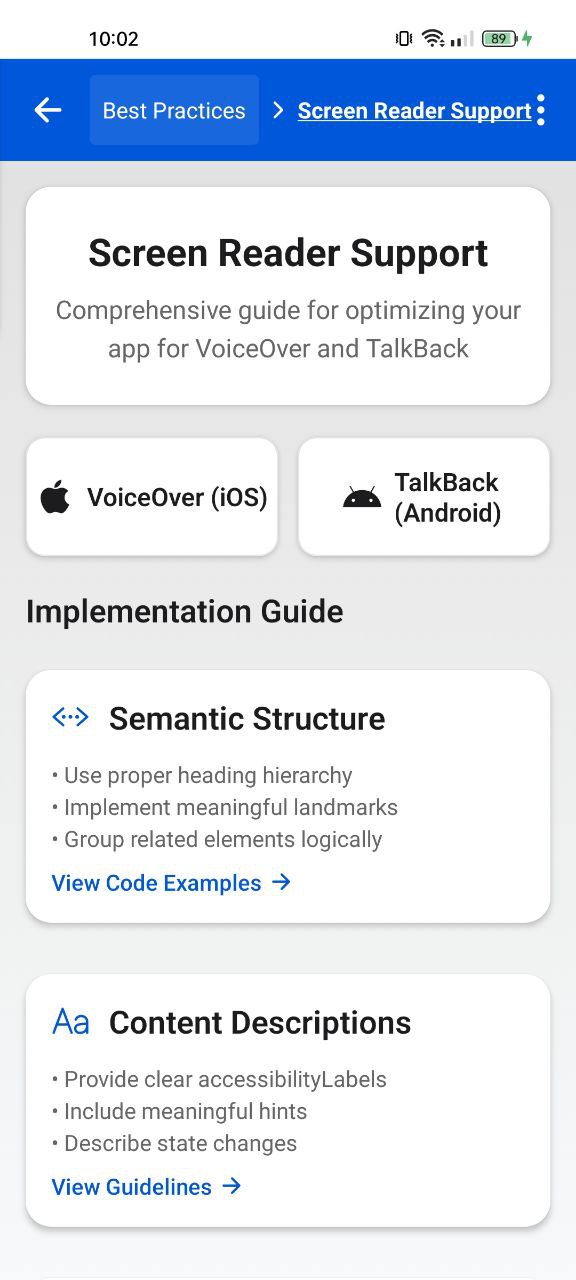 10:02
89
Best Practices > Screen Reader Support
Screen Reader Support
Comprehensive guide for optimizing your
app for VoiceOver and TalkBack
VoiceOver (iOS)
TalkBack
(Android)
Implementation Guide
Semantic Structure
• Use proper heading hierarchy
• Implement meaningful landmarks
• Group related elements logically
View Code Examples →
Aa Content Descriptions
• Provide clear accessibilityLabels
• Include meaningful hints
• Describe state changes
View Guidelines →